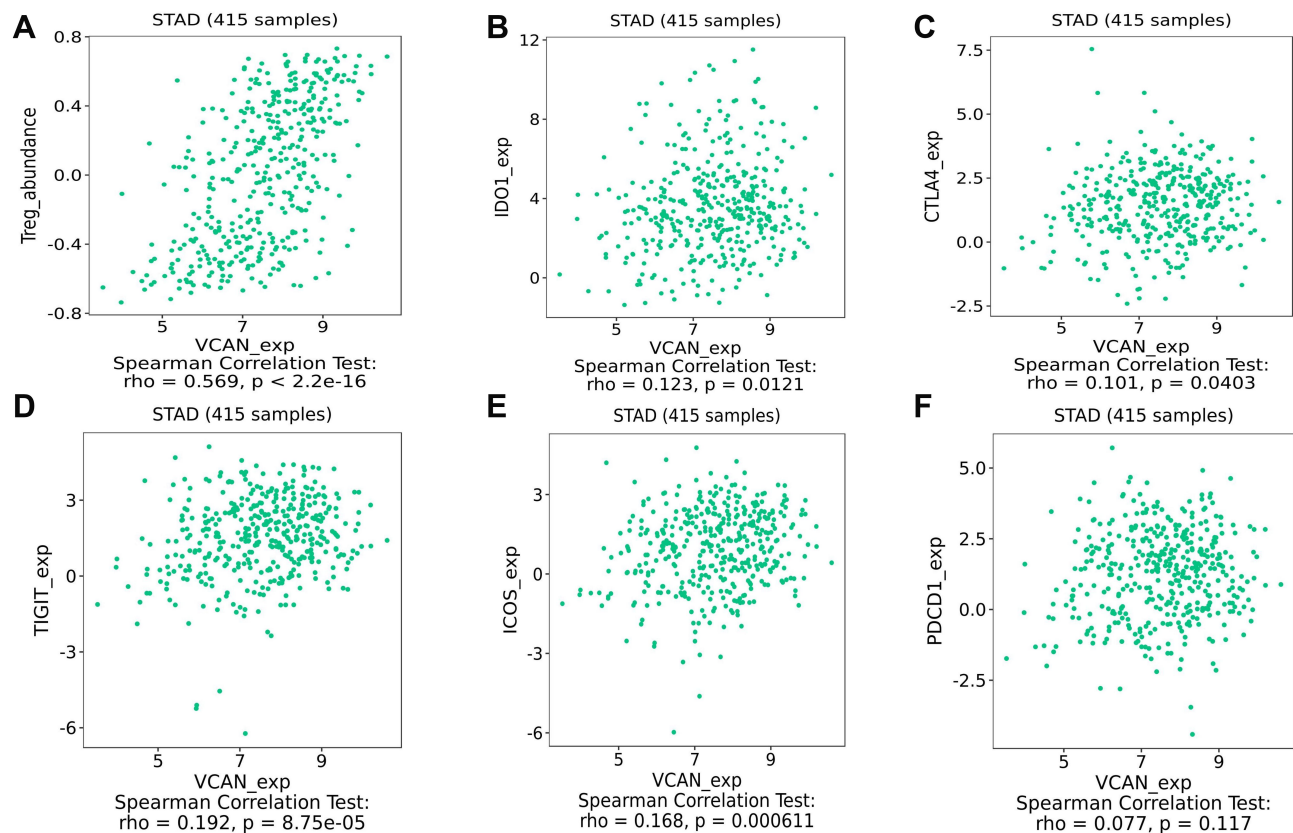 A
STAD (415 samples)
Treg_abundance
0.8
0.4
0.0
-0.4
-0.8
5 7 9
VCAN_exp
Spearman Correlation Test:
rho = 0.569, p < 2.2e-16
B
STAD (415 samples)
IDO1_exp
12
8
4
0
5 7 9
VCAN_exp
Spearman Correlation Test:
rho = 0.123, p = 0.0121
C
STAD (415 samples)
CTLA4_exp
7.5
5.0
2.5
0.0
-2.5
5 7 9
VCAN_exp
Spearman Correlation Test:
rho = 0.101, p = 0.0403
D
STAD (415 samples)
TIGIT_exp
3
0
-3
-6
5 7 9
VCAN_exp
Spearman Correlation Test:
rho = 0.192, p = 8.75e-05
E
STAD (415 samples)
ICOS_exp
3
0
-3
-6
5 7 9
VCAN_exp
Spearman Correlation Test:
rho = 0.168, p = 0.000611
F
STAD (415 samples)
PDCD1_exp
5.0
2.5
0.0
-2.5
5 7 9
VCAN_exp
Spearman Correlation Test:
rho = 0.077, p = 0.117